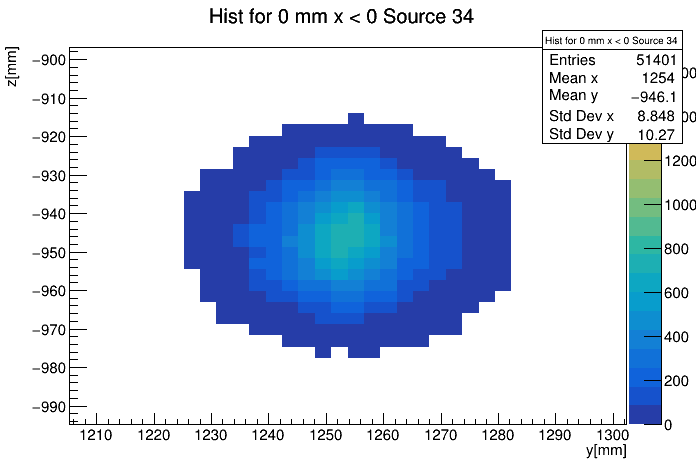 Hist for 0 mm x < 0 Source 34
Hist for 0 mm x < 0 Source 34
Entries 51401
Mean x 1254
Mean y −946.1
Std Dev x 8.848
Std Dev y 10.27
z[mm]
−900
−910
−920
−930
−940
−950
−960
−970
−980
−990
1210 1220 1230 1240 1250 1260 1270 1280 1290 1300
y[mm]
1200
1000
800
600
400
200
0